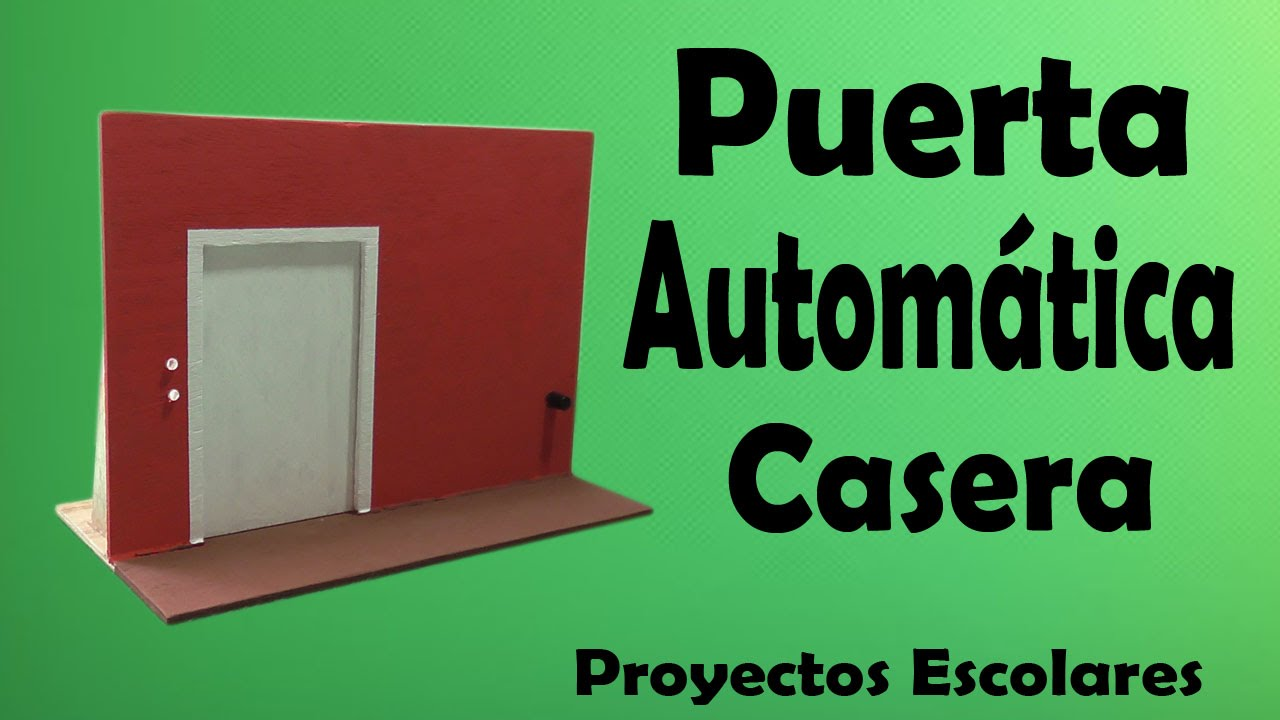 Puerta
Automática
Casera
Proyectos Escolares